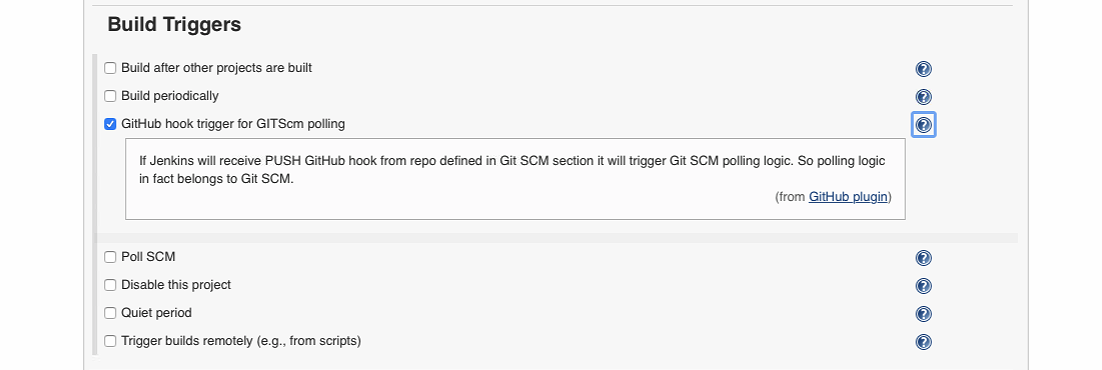 Build Triggers
Build after other projects are built
Build periodically
GitHub hook trigger for GITScm polling
If Jenkins will receive PUSH GitHub hook from repo defined in Git SCM section it will trigger Git SCM polling logic. So polling logic
in fact belongs to Git SCM.
(from GitHub plugin)
Poll SCM
Disable this project
Quiet period
Trigger builds remotely (e.g., from scripts)